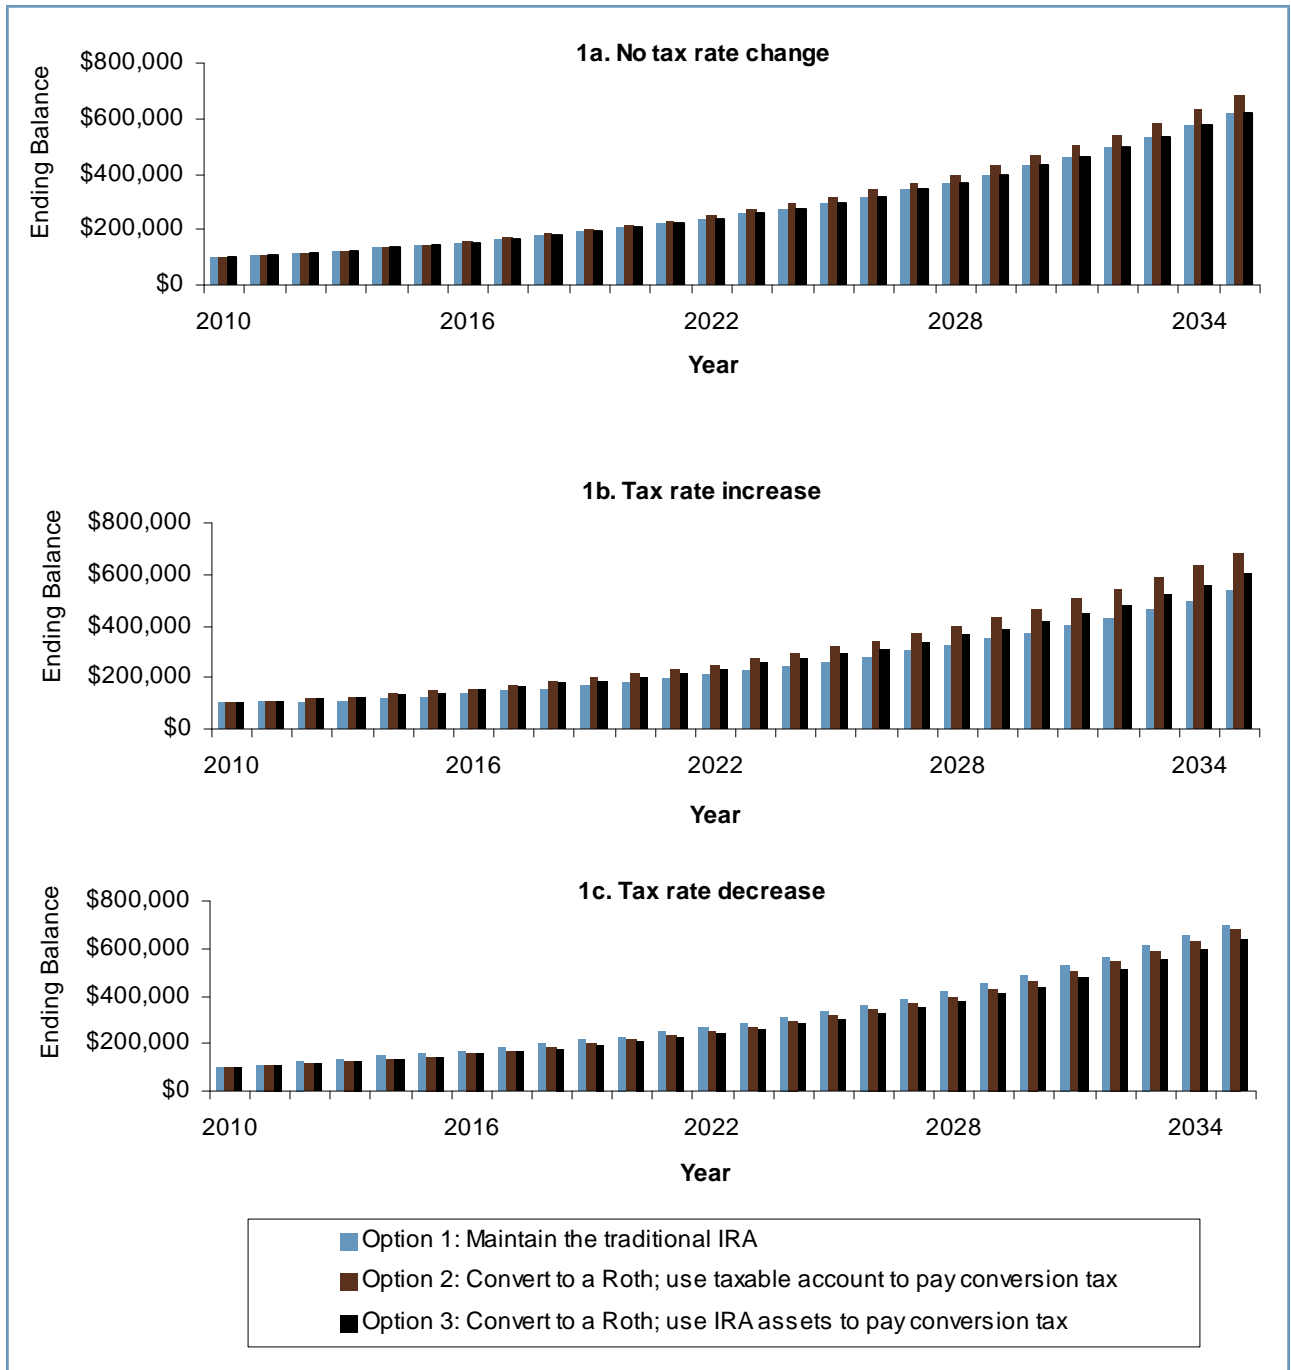 1a. No tax rate change
Ending Balance
$800,000
$600,000
$400,000
$200,000
$0
2010 2016 2022 2028 2034
Year
1b. Tax rate increase
Ending Balance
$800,000
$600,000
$400,000
$200,000
$0
2010 2016 2022 2028 2034
Year
1c. Tax rate decrease
Ending Balance
$800,000
$600,000
$400,000
$200,000
$0
2010 2016 2022 2028 2034
Year
Option 1: Maintain the traditional IRA
Option 2: Convert to a Roth; use taxable account to pay conversion tax
Option 3: Convert to a Roth; use IRA assets to pay conversion tax